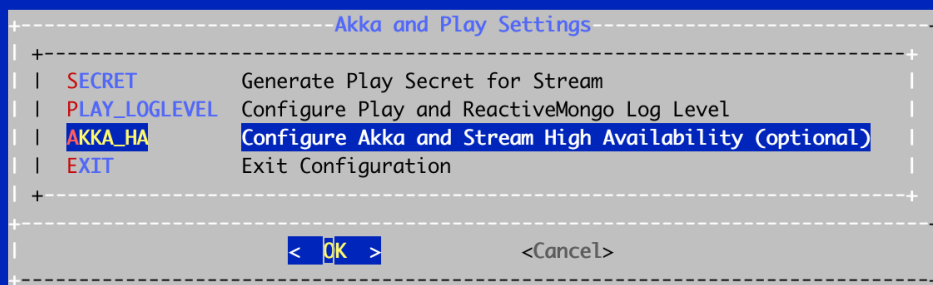 Akka and Play Settings
SECRET Generate Play Secret for Stream
PLAY_LOGLEVEL Configure Play and ReactiveMongo Log Level
AKKA_HA Configure Akka and Stream High Availability (optional)
EXIT Exit Configuration
< OK > <Cancel>